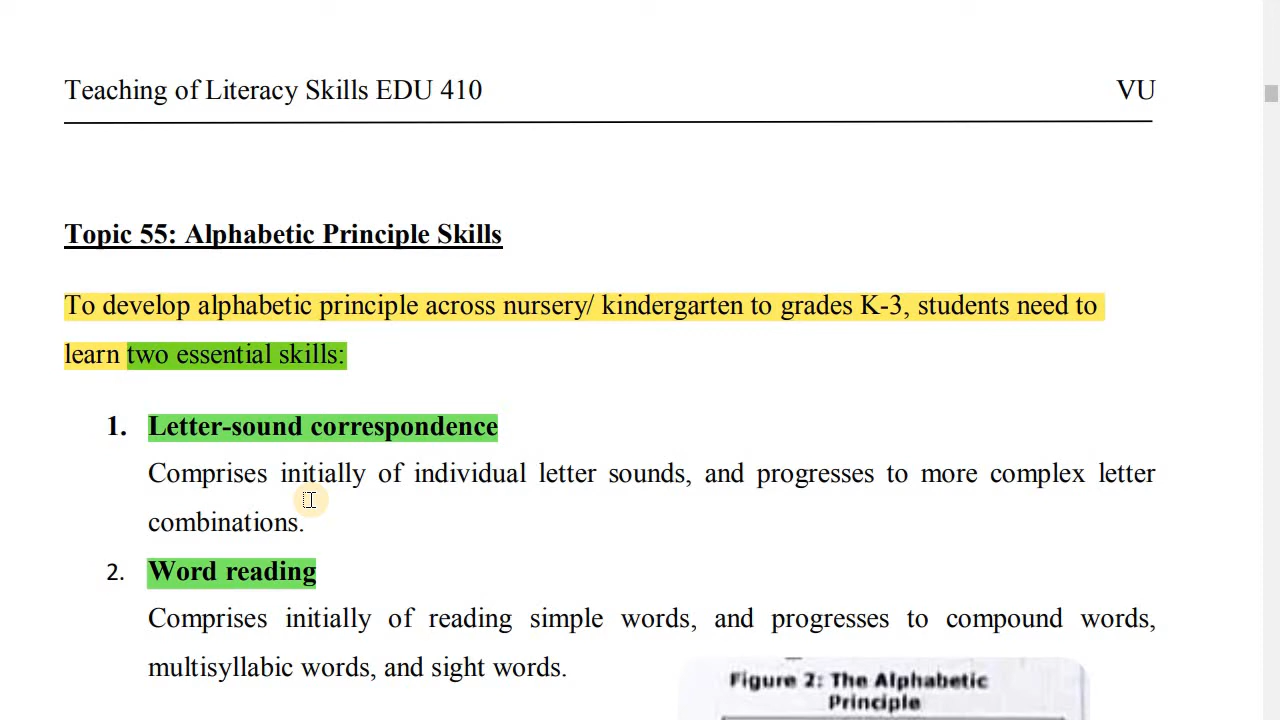 Teaching of Literacy Skills EDU 410 VU
Topic 55: Alphabetic Principle Skills
To develop alphabetic principle across nursery/ kindergarten to grades K-3, students need to
learn two essential skills:
1. Letter-sound correspondence
Comprises initially of individual letter sounds, and progresses to more complex letter
combinations.
2. Word reading
Comprises initially of reading simple words, and progresses to compound words,
multisyllabic words, and sight words.
Figure 2: The Alphabetic
Principle